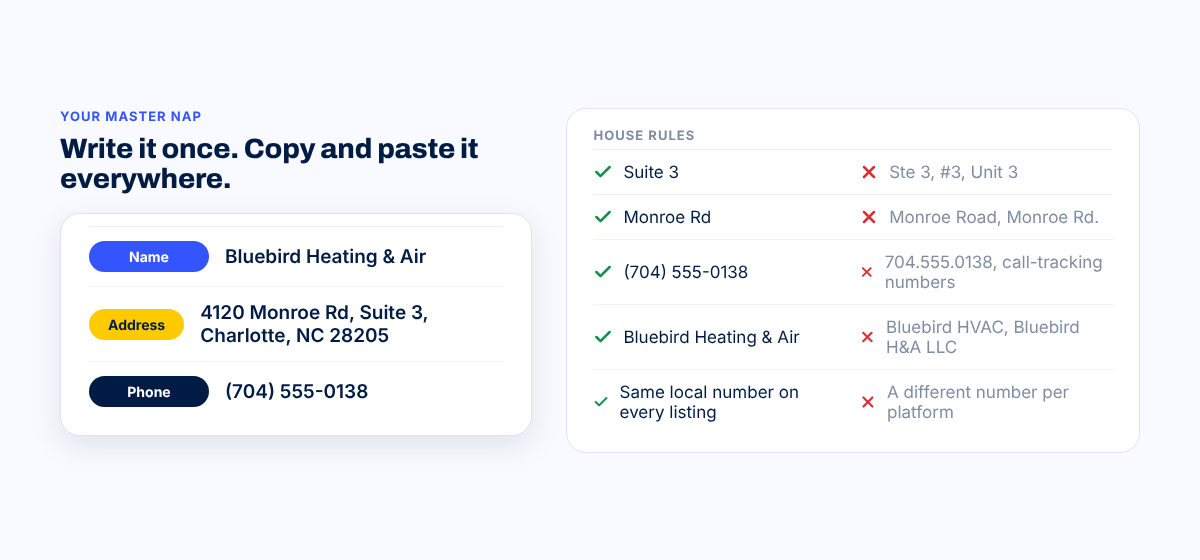 YOUR MASTER NAP
Write it once. Copy and paste it
everywhere.
Name
Bluebird Heating & Air
Address
4120 Monroe Rd, Suite 3,
Charlotte, NC 28205
Phone
(704) 555-0138
HOUSE RULES
Suite 3
Ste 3, #3, Unit 3
Monroe Rd
Monroe Road, Monroe Rd.
(704) 555-0138
704.555.0138, call-tracking
numbers
Bluebird Heating & Air
Bluebird HVAC, Bluebird
H&A LLC
Same local number on
every listing
A different number per
platform